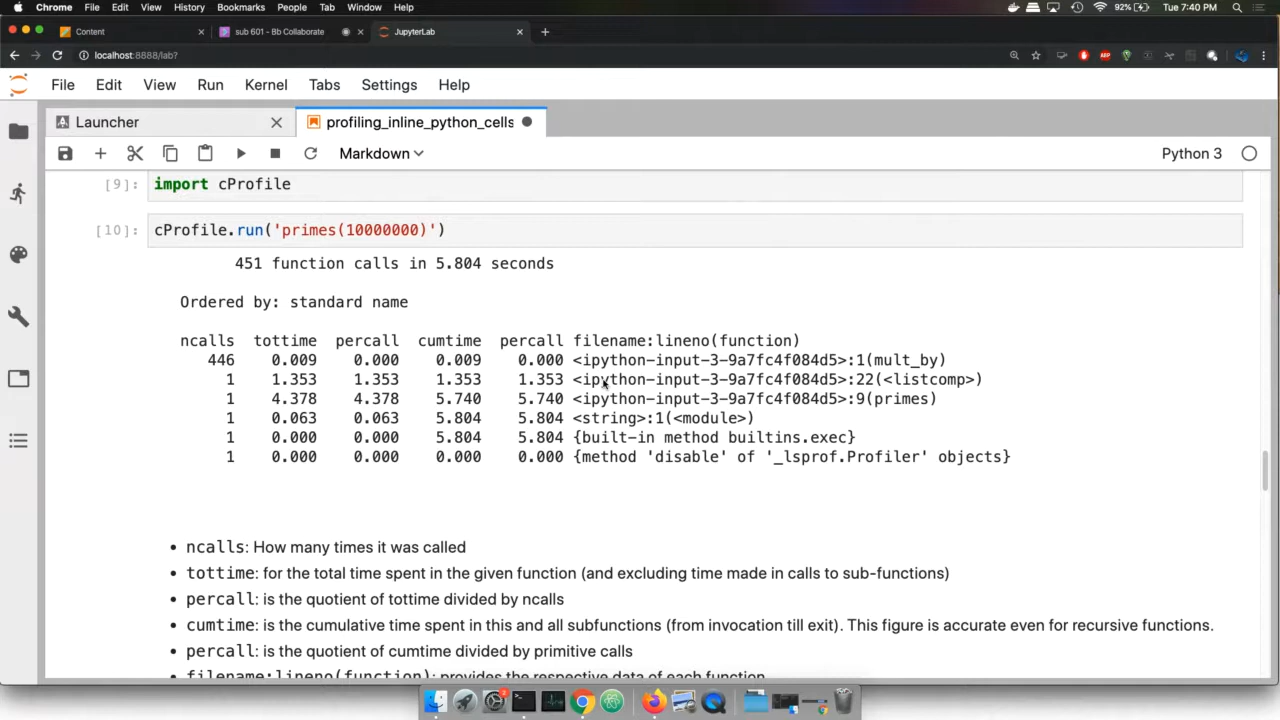 Chrome File Edit View History Bookmarks People Tab Window Help 92% Tue 7:40 PM
Content sub 601 - Bb Collaborate JupyterLab
localhost:8888/lab?
File Edit View Run Kernel Tabs Settings Help
Launcher profiling_inline_python_cells
Markdown Python 3
[9]: import cProfile
[10]: cProfile.run('primes(10000000)')
451 function calls in 5.804 seconds
Ordered by: standard name
ncalls tottime percall cumtime percall filename:lineno(function)
446 0.009 0.000 0.009 0.000 <ipython-input-3-9a7fc4f084d5>:1(mult_by)
1 1.353 1.353 1.353 1.353 <ipython-input-3-9a7fc4f084d5>:22(<listcomp>)
1 4.378 4.378 5.740 5.740 <ipython-input-3-9a7fc4f084d5>:9(primes)
1 0.063 0.063 5.804 5.804 <string>:1(<module>)
1 0.000 0.000 5.804 5.804 {built-in method builtins.exec}
1 0.000 0.000 0.000 0.000 {method 'disable' of '_lsprof.Profiler' objects}
• ncalls: How many times it was called
• tottime: for the total time spent in the given function (and excluding time made in calls to sub-functions)
• percall: is the quotient of tottime divided by ncalls
• cumtime: is the cumulative time spent in this and all subfunctions (from invocation till exit). This figure is accurate even for recursive functions.
• percall: is the quotient of cumtime divided by primitive calls
• filename:lineno(function): provides the respective data of each function